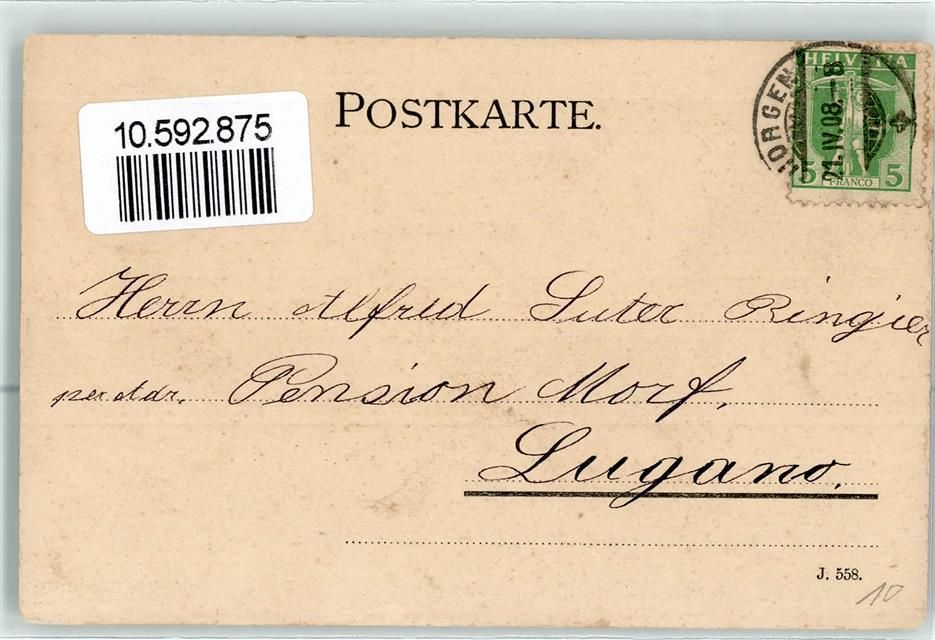 10.592.875
POSTKARTE.
HELVETIA
HORGEN
21.IV.08.-8
5 FRANCO 5
Herrn Alfred Suter Ringier
per Adr. Pension Morf,
Lugano.
J. 558.
10